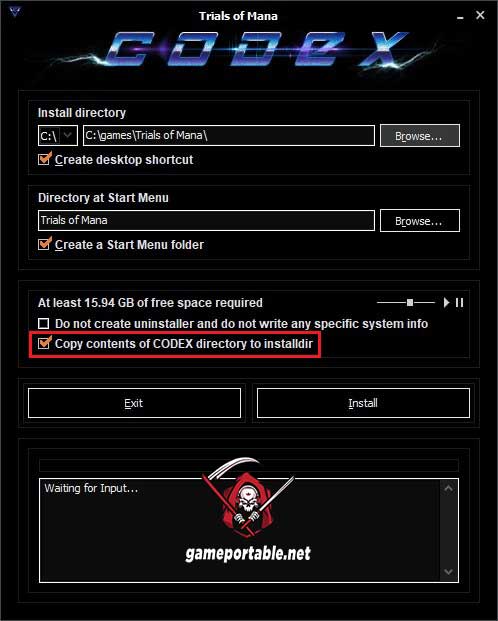 Trials of Mana
CODEX
Install directory
C:\ C:\games\Trials of Mana\ Browse...
Create desktop shortcut
Directory at Start Menu
Trials of Mana Browse...
Create a Start Menu folder
At least 15.94 GB of free space required
Do not create uninstaller and do not write any specific system info
Copy contents of CODEX directory to installdir
Exit Install
Waiting for Input...
gameportable.net